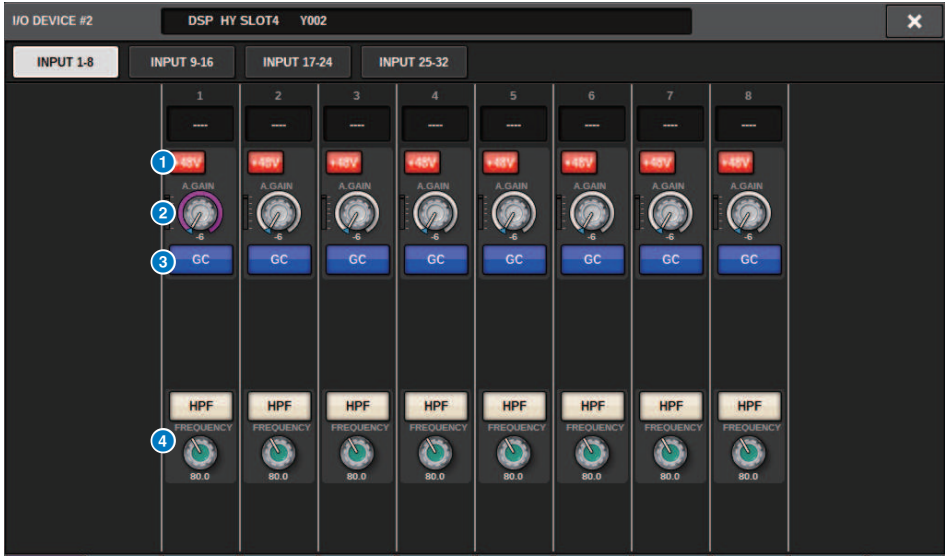 I/O DEVICE #2 DSP HY SLOT4 Y002
INPUT 1-8 INPUT 9-16 INPUT 17-24 INPUT 25-32
1 2 3 4 5 6 7 8
---- ---- ---- ---- ---- ---- ---- ----
1 +48V +48V +48V +48V +48V +48V +48V +48V
A.GAIN A.GAIN A.GAIN A.GAIN A.GAIN A.GAIN A.GAIN A.GAIN
2
-6 -6 -6 -6 -6 -6 -6 -6
3 GC GC GC GC GC GC GC GC
HPF HPF HPF HPF HPF HPF HPF HPF
FREQUENCY FREQUENCY FREQUENCY FREQUENCY FREQUENCY FREQUENCY FREQUENCY FREQUENCY
4
80.0 80.0 80.0 80.0 80.0 80.0 80.0 80.0